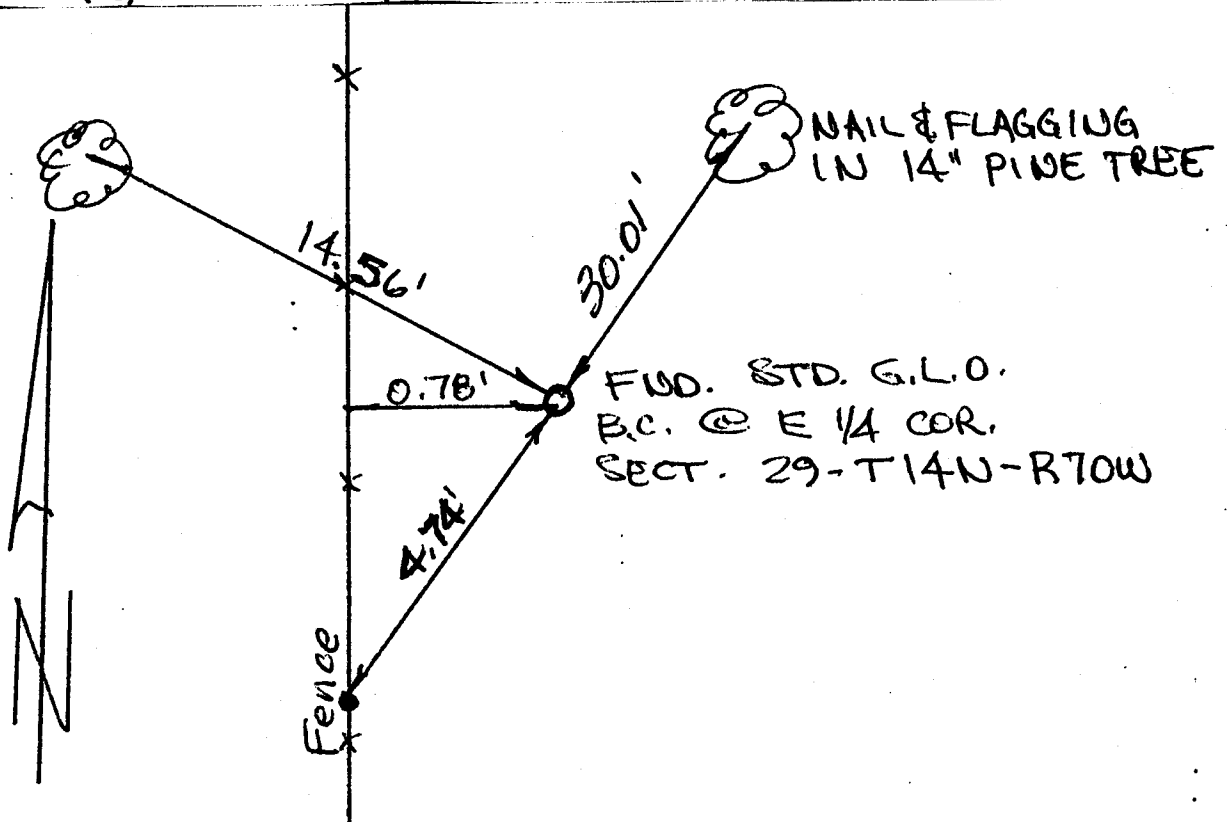 NAIL & FLAGGING
IN 14" PINE TREE
14.56'
30.01'
0.78'
FND. STD. G.L.O.
B.C. @ E 1/4 COR.
SECT. 29-T14N-R70W
4.74'
Fence
N